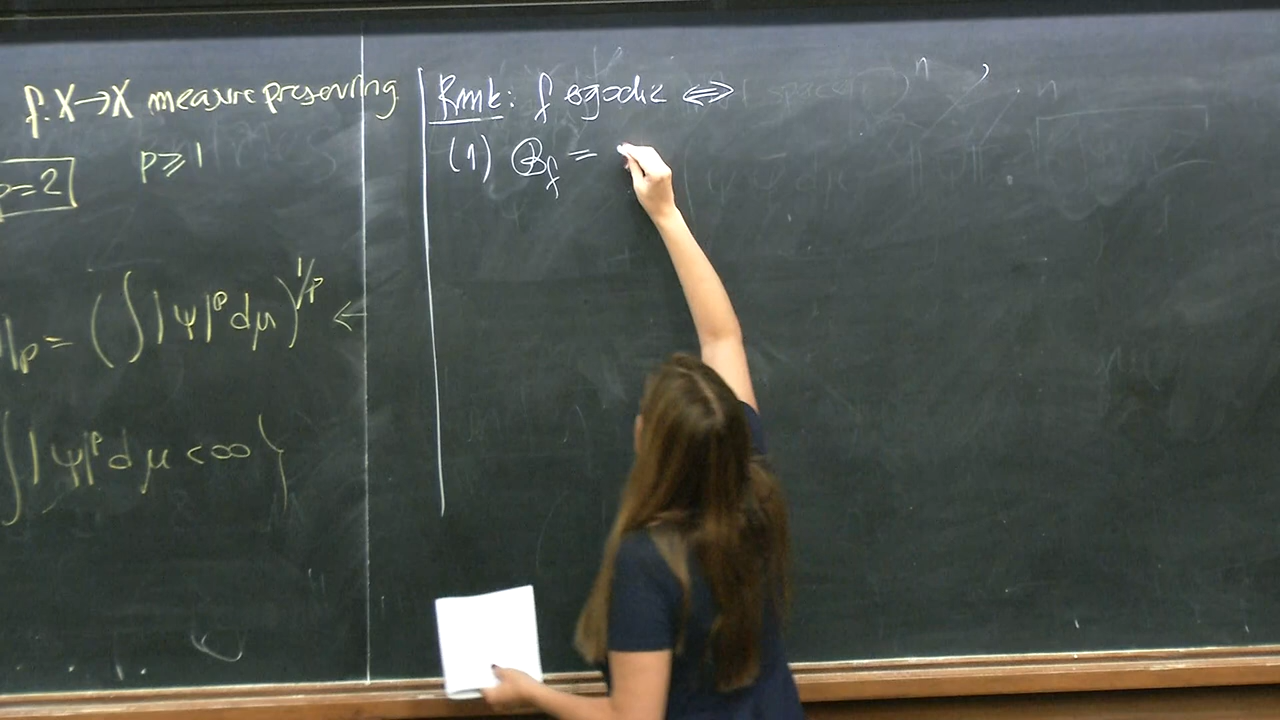 f: X → X measure preserving
p=2
p ⩾ 1
‖p = (∫ |ψ|^p dμ)^{1/p} ←
∫ |ψ|^p dμ < ∞ }
Rmk: f ergodic ⇔
(1) ℬ_f =